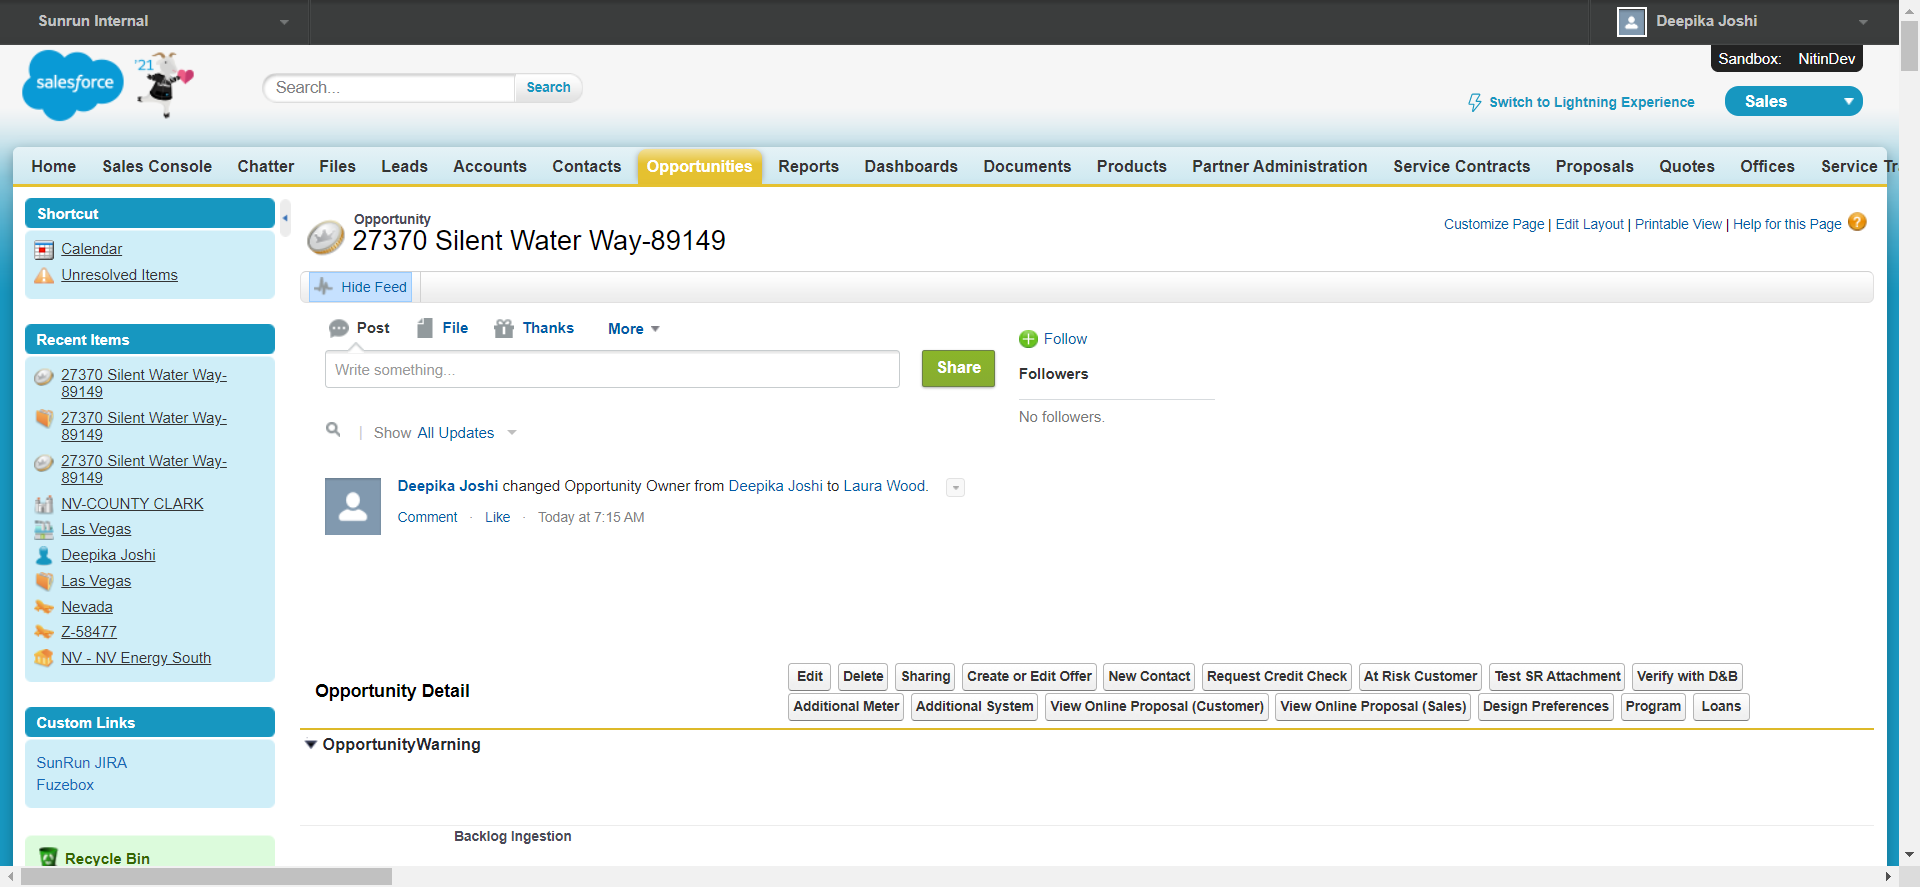 Sunrun Internal
Deepika Joshi
Sandbox: NitinDev
salesforce
'21
Search...
Search
Switch to Lightning Experience
Sales
Home Sales Console Chatter Files Leads Accounts Contacts Opportunities Reports Dashboards Documents Products Partner Administration Service Contracts Proposals Quotes Offices Service Tr
Shortcut
Calendar
Unresolved Items
Recent Items
27370 Silent Water Way-
89149
27370 Silent Water Way-
89149
27370 Silent Water Way-
89149
NV-COUNTY CLARK
Las Vegas
Deepika Joshi
Las Vegas
Nevada
Z-58477
NV - NV Energy South
Custom Links
SunRun JIRA
Fuzebox
Recycle Bin
Opportunity
27370 Silent Water Way-89149
Customize Page | Edit Layout | Printable View | Help for this Page ?
Hide Feed
Post File Thanks More
Write something...
Share
Follow
Followers
No followers.
| Show All Updates
Deepika Joshi changed Opportunity Owner from Deepika Joshi to Laura Wood.
Comment · Like · Today at 7:15 AM
Opportunity Detail
Edit Delete Sharing Create or Edit Offer New Contact Request Credit Check At Risk Customer Test SR Attachment Verify with D&B
Additional Meter Additional System View Online Proposal (Customer) View Online Proposal (Sales) Design Preferences Program Loans
OpportunityWarning
Backlog Ingestion